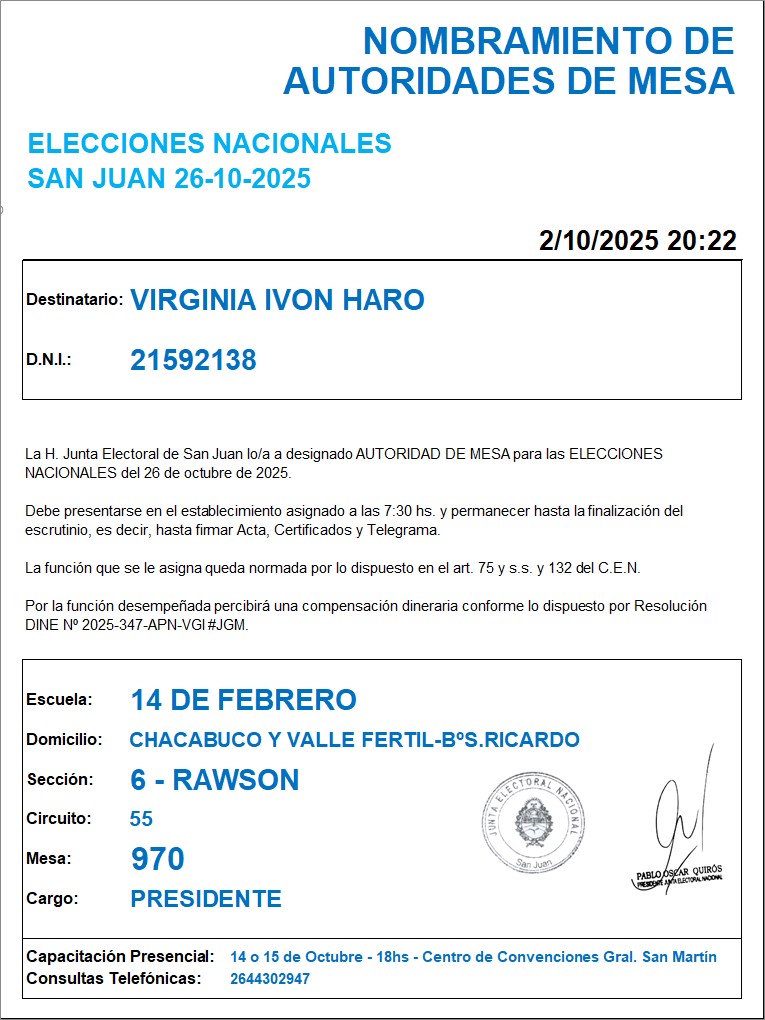 NOMBRAMIENTO DE
AUTORIDADES DE MESA
ELECCIONES NACIONALES
SAN JUAN 26-10-2025
2/10/2025 20:22
Destinatario: VIRGINIA IVON HARO
D.N.I.: 21592138
La H. Junta Electoral de San Juan lo/a a designado AUTORIDAD DE MESA para las ELECCIONES
NACIONALES del 26 de octubre de 2025.
Debe presentarse en el establecimiento asignado a las 7:30 hs. y permanecer hasta la finalización del
escrutinio, es decir, hasta firmar Acta, Certificados y Telegrama.
La función que se le asigna queda normada por lo dispuesto en el art. 75 y s.s. y 132 del C.E.N.
Por la función desempeñada percibirá una compensación dineraria conforme lo dispuesto por Resolución
DINE Nº 2025-347-APN-VGI#JGM.
Escuela: 14 DE FEBRERO
Domicilio: CHACABUCO Y VALLE FERTIL-BºS.RICARDO
Sección: 6 - RAWSON
Circuito: 55
Mesa: 970
Cargo: PRESIDENTE
JUNTA ELECTORAL NACIONAL
San Juan
PABLO OSCAR QUIRÓS
PRESIDENTE JUNTA ELECTORAL NACIONAL
Capacitación Presencial: 14 o 15 de Octubre - 18hs - Centro de Convenciones Gral. San Martín
Consultas Telefónicas: 2644302947